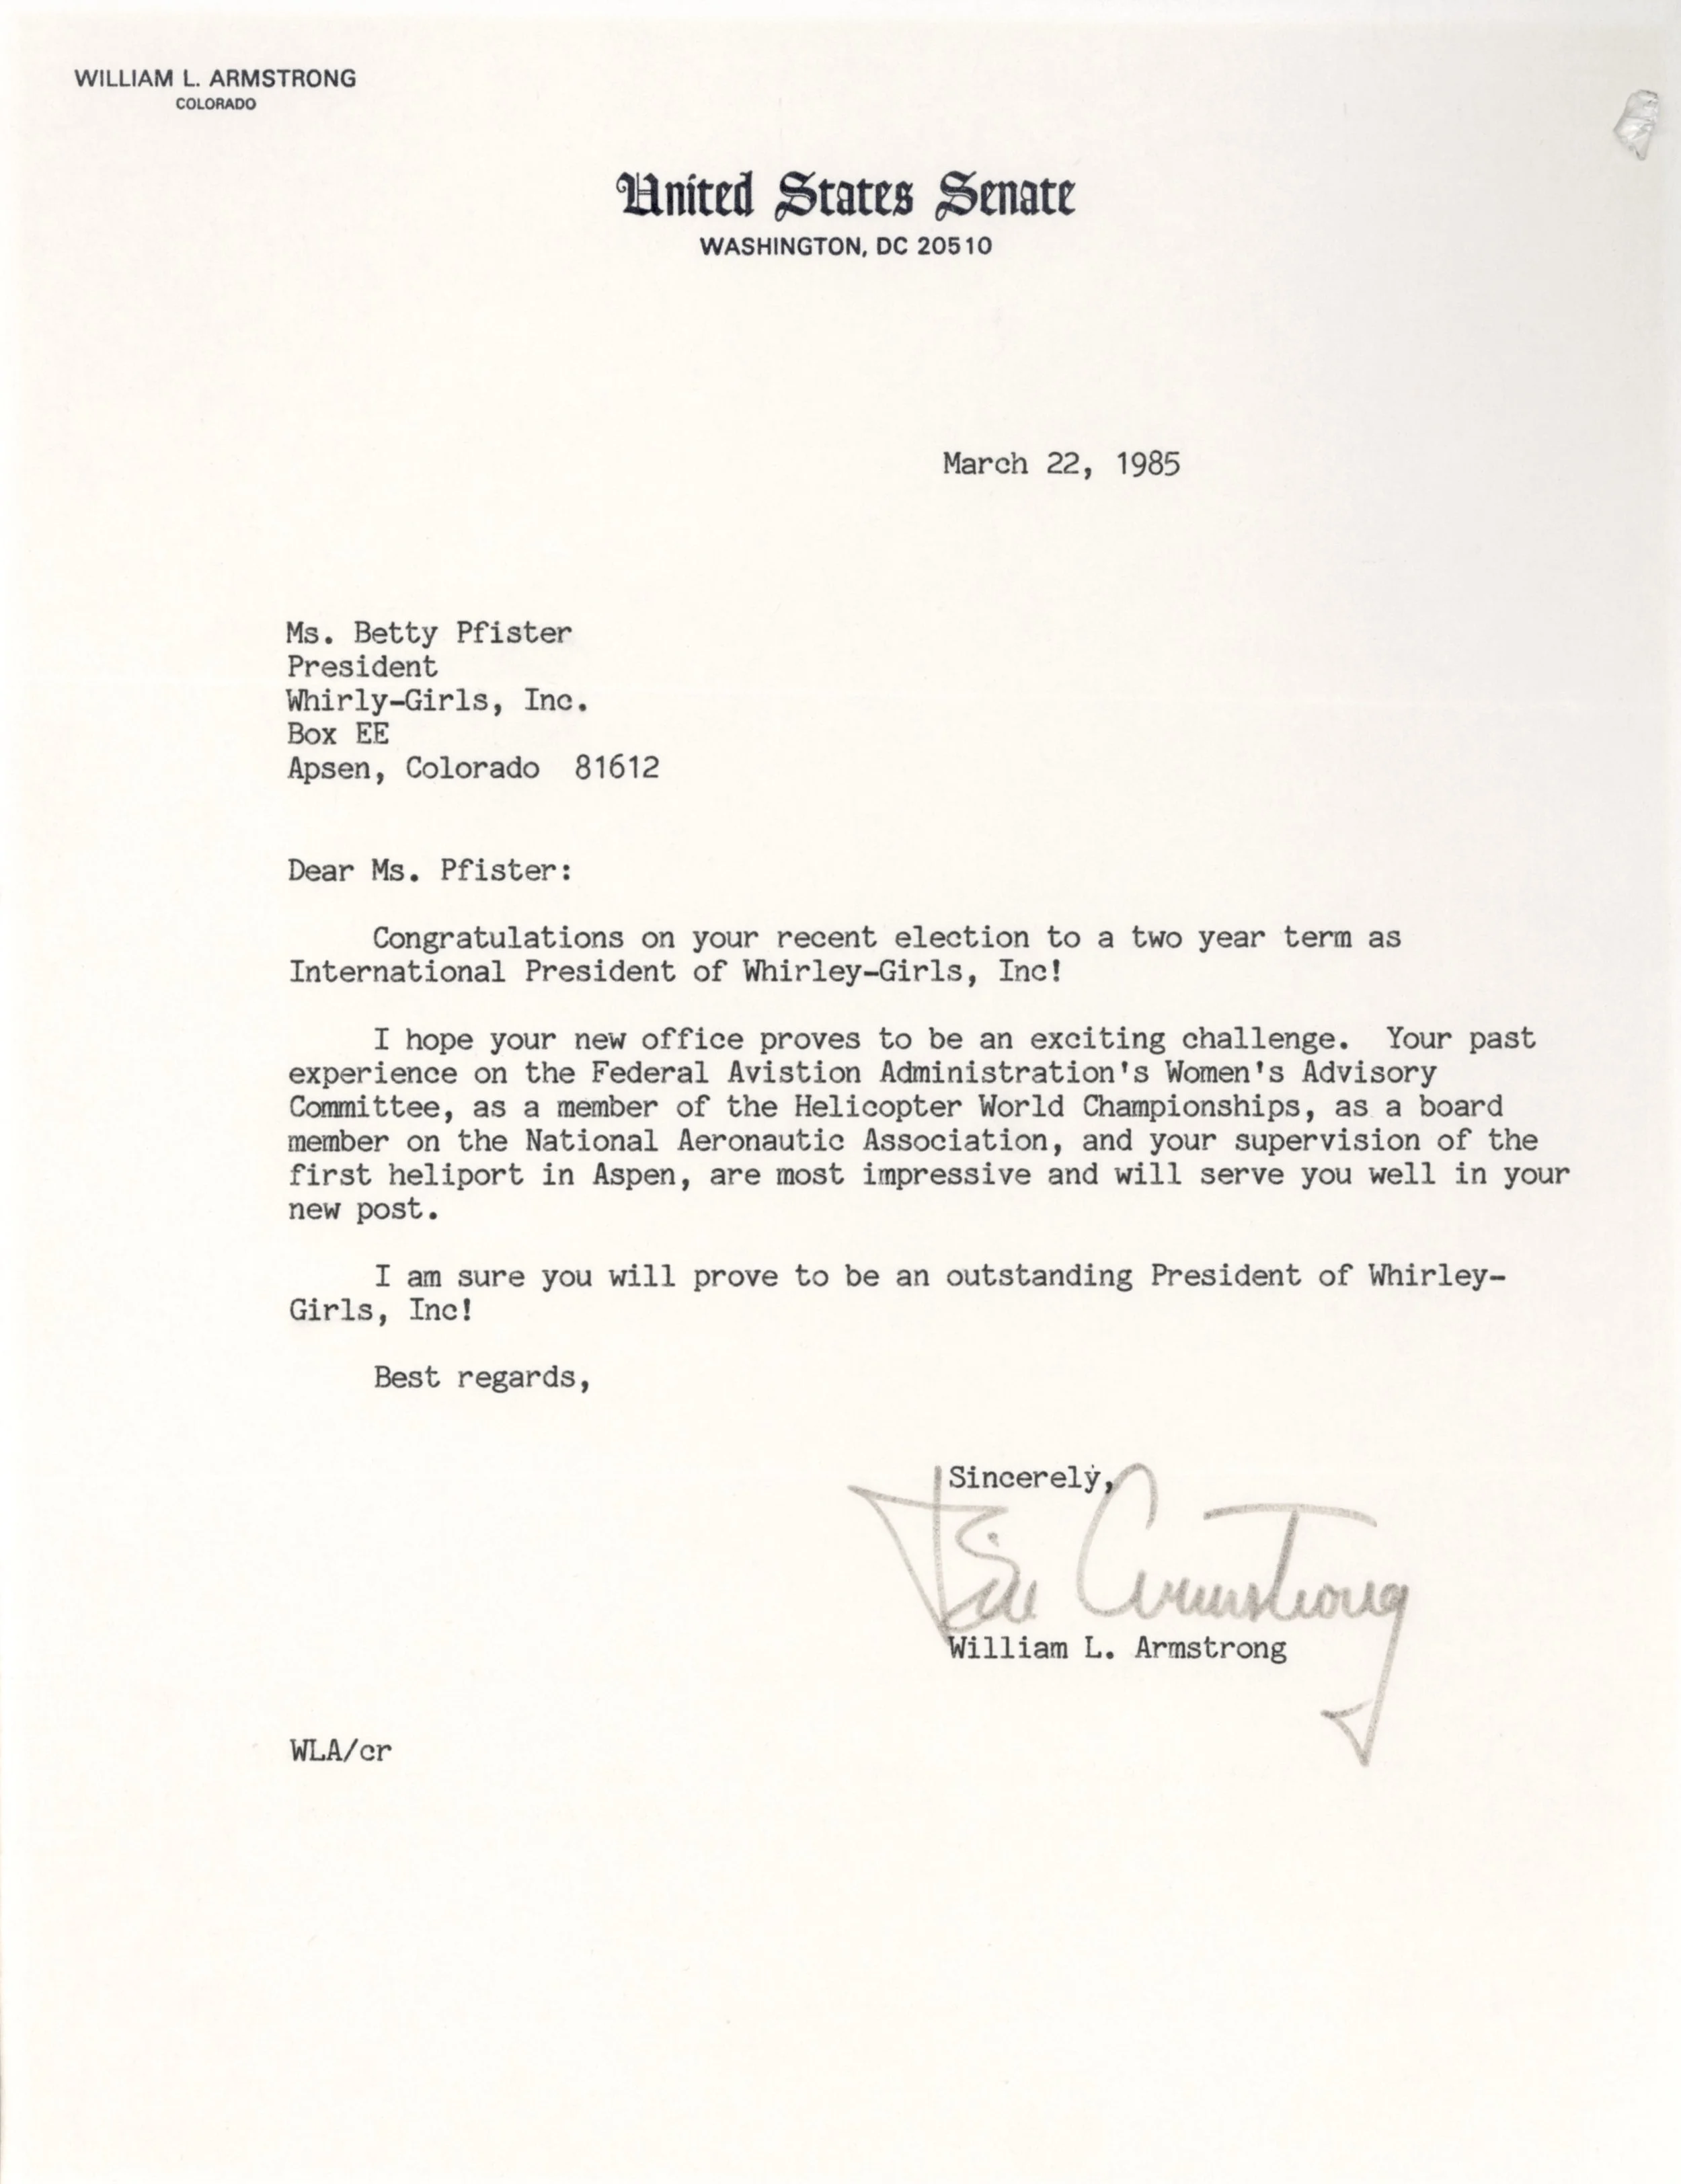 WILLIAM L. ARMSTRONG
COLORADO
United States Senate
WASHINGTON, DC 20510
March 22, 1985
Ms. Betty Pfister
President
Whirly-Girls, Inc.
Box EE
Apsen, Colorado  81612
Dear Ms. Pfister:
Congratulations on your recent election to a two year term as
International President of Whirley-Girls, Inc!
I hope your new office proves to be an exciting challenge.  Your past
experience on the Federal Avistion Administration's Women's Advisory
Committee, as a member of the Helicopter World Championships, as a board
member on the National Aeronautic Association, and your supervision of the
first heliport in Aspen, are most impressive and will serve you well in your
new post.
I am sure you will prove to be an outstanding President of Whirley-
Girls, Inc!
Best regards,
Sincerely,
Bill Armstrong
William L. Armstrong
WLA/cr